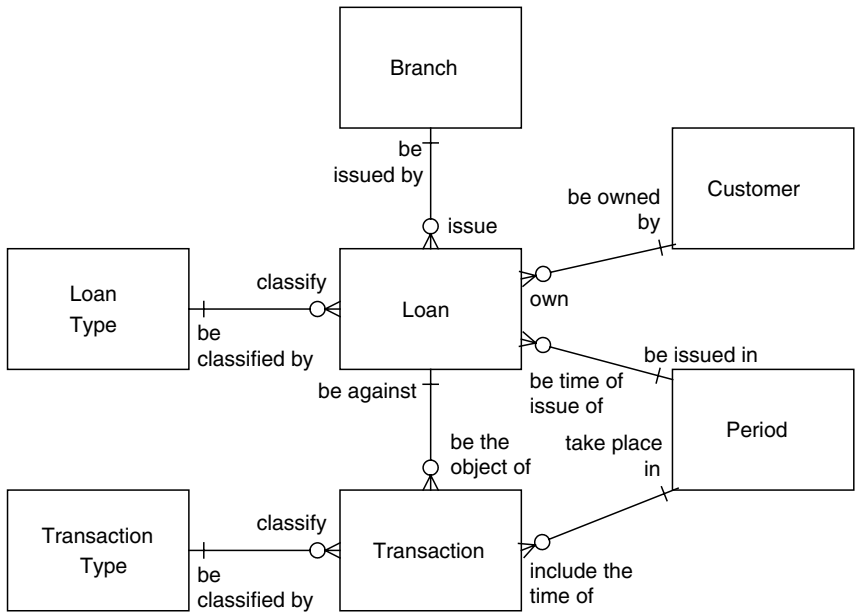 Branch
be
issued by
issue
Customer
be owned
by
own
Loan
Type
be
classified by
classify
Loan
be issued in
be time of
issue of
Period
take place
in
be against
be the
object of
Transaction
Type
be
classified by
classify
Transaction
include the
time of